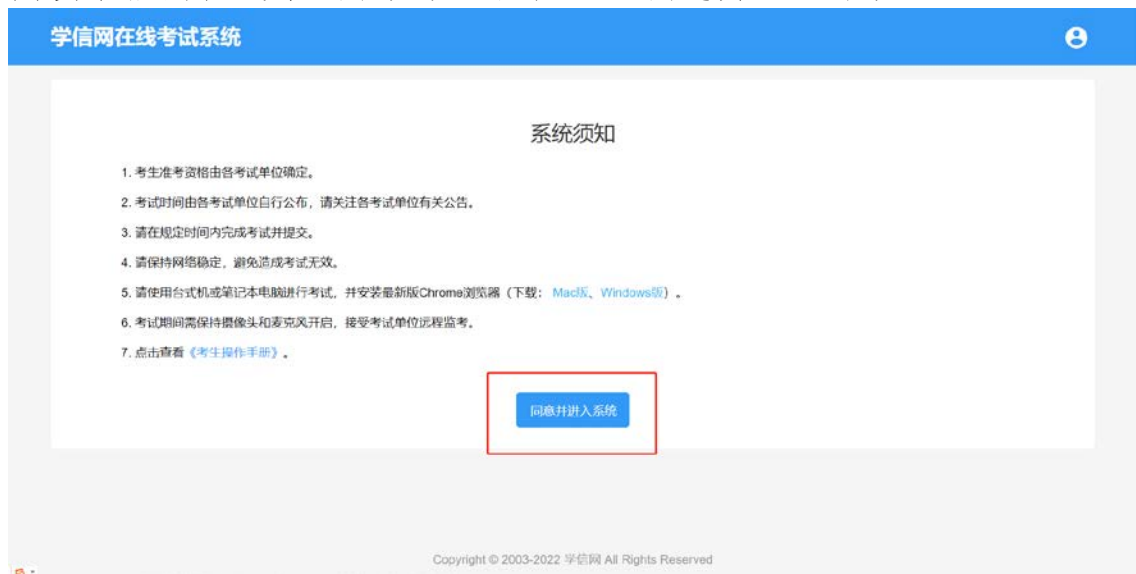 学信网在线考试系统
系统须知
1. 考生准考资格由各考试单位确定。
2. 考试时间由各考试单位自行公布，请关注各考试单位有关公告。
3. 请在规定时间内完成考试并提交。
4. 请保持网络稳定，避免造成考试无效。
5. 请使用台式机或笔记本电脑进行考试，并安装最新版Chrome浏览器（下载： Mac版、Windows版）。
6. 考试期间需保持摄像头和麦克风开启，接受考试单位远程监考。
7. 点击查看《考生操作手册》。
同意并进入系统
Copyright © 2003-2022 学信网 All Rights Reserved